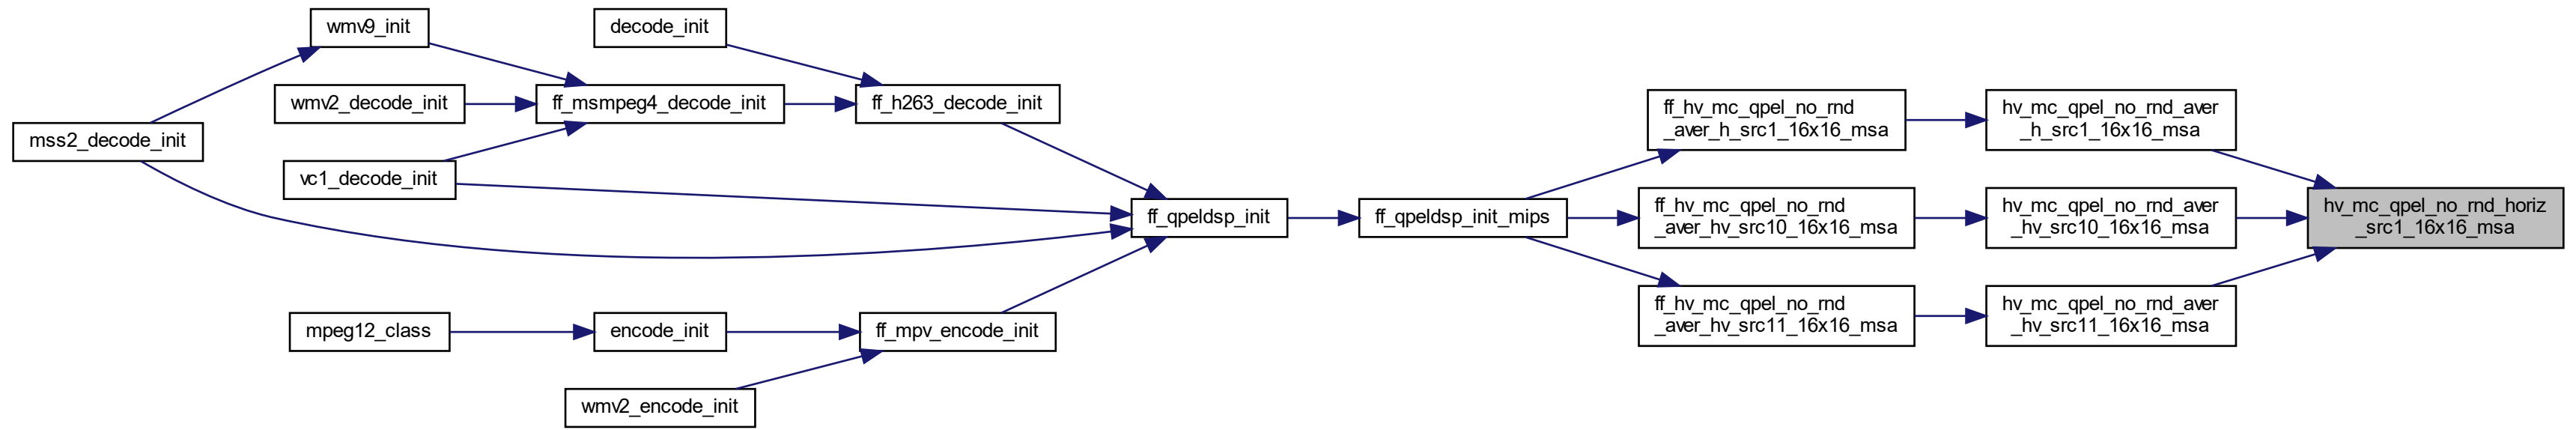 wmv9_init
decode_init
wmv2_decode_init
ff_msmpeg4_decode_init
ff_h263_decode_init
mss2_decode_init
vc1_decode_init
ff_qpeldsp_init
ff_qpeldsp_init_mips
ff_hv_mc_qpel_no_rnd
_aver_h_src1_16x16_msa
hv_mc_qpel_no_rnd_aver
_h_src1_16x16_msa
ff_hv_mc_qpel_no_rnd
_aver_hv_src10_16x16_msa
hv_mc_qpel_no_rnd_aver
_hv_src10_16x16_msa
hv_mc_qpel_no_rnd_horiz
_src1_16x16_msa
ff_hv_mc_qpel_no_rnd
_aver_hv_src11_16x16_msa
hv_mc_qpel_no_rnd_aver
_hv_src11_16x16_msa
mpeg12_class
encode_init
ff_mpv_encode_init
wmv2_encode_init